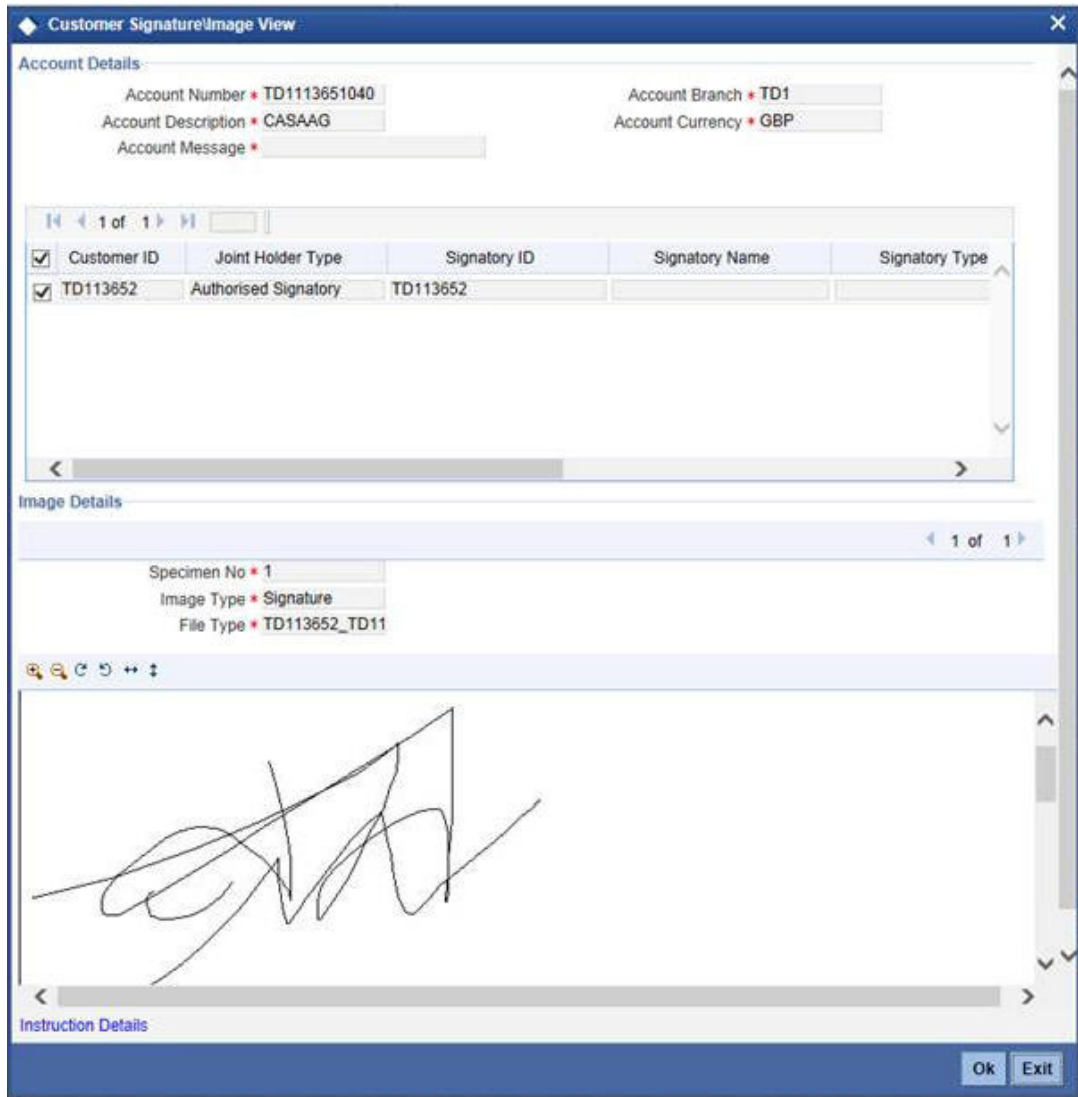 Customer Signature\Image View
Account Details
Account Number * TD1113651040
Account Branch * TD1
Account Description * CASAAG
Account Currency * GBP
Account Message *
1 of 1
Customer ID Joint Holder Type Signatory ID Signatory Name Signatory Type
TD113652 Authorised Signatory TD113652
Image Details
1 of 1
Specimen No * 1
Image Type * Signature
File Type * TD113652_TD11
Instruction Details
Ok Exit